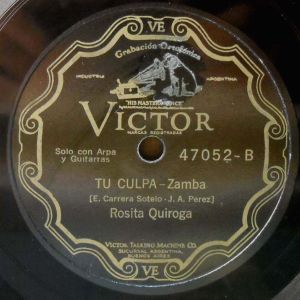 VE
Grabación Ortofónica
INDUSTRIA ARGENTINA
"HIS MASTER'S VOICE"
VICTOR
MARCAS REGISTRADAS
Solo con Arpa
y Guitarras
47052-B
TU CULPA-Zamba
[E. Carrera Sotelo-J. A. Perez]
Rosita Quiroga
VICTOR TALKING MACHINE CO.
SUCURSAL ARGENTINA,
BUENOS AIRES
VE